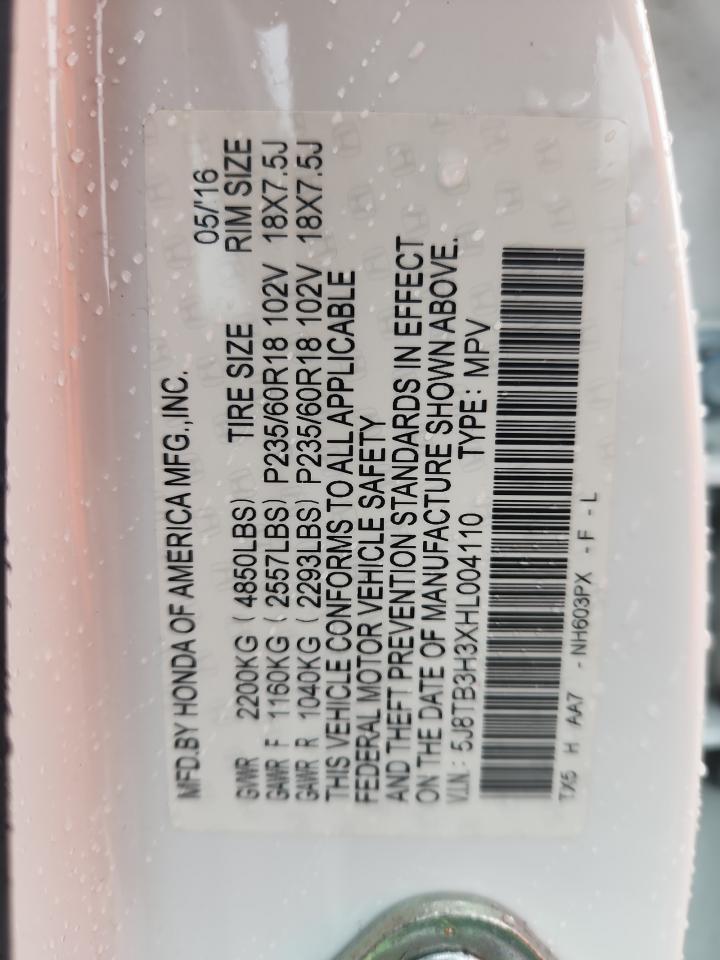 MFD.BY HONDA OF AMERICA MFG.,INC. 05/'16
GVWR 2200KG ( 4850LBS) TIRE SIZE RIM SIZE
GAWR F 1160KG ( 2557LBS) P235/60R18 102V 18X7.5J
GAWR R 1040KG ( 2293LBS) P235/60R18 102V 18X7.5J
THIS VEHICLE CONFORMS TO ALL APPLICABLE
FEDERAL MOTOR VEHICLE SAFETY
AND THEFT PREVENTION STANDARDS IN EFFECT
ON THE DATE OF MANUFACTURE SHOWN ABOVE.
V.I.N.: 5J8TB3H3XHL004110 TYPE: MPV
TX5 H AA7 - NH603PX - F - L